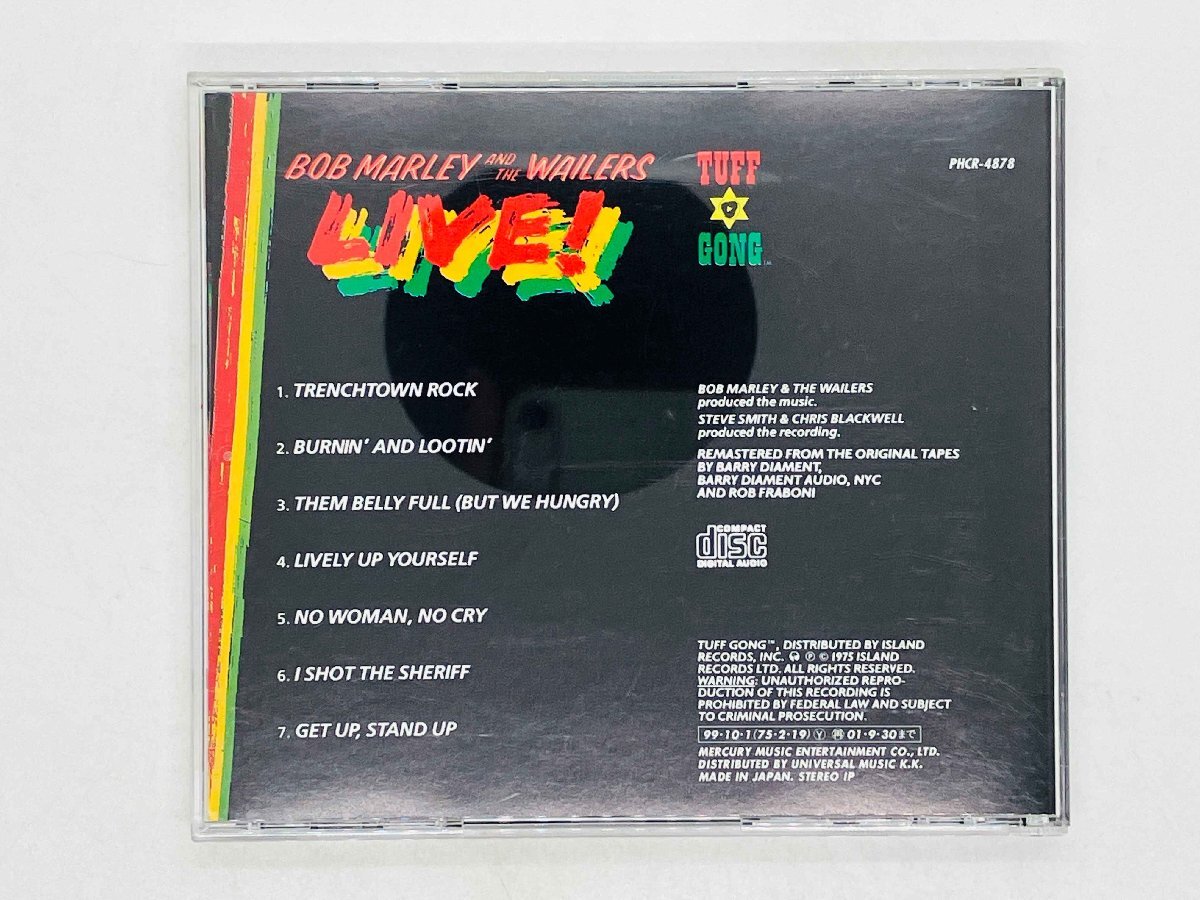 BOB MARLEY AND THE WAILERS
LIVE!
TUFF
GONG
PHCR-4878
1. TRENCHTOWN ROCK
2. BURNIN' AND LOOTIN'
3. THEM BELLY FULL (BUT WE HUNGRY)
4. LIVELY UP YOURSELF
5. NO WOMAN, NO CRY
6. I SHOT THE SHERIFF
7. GET UP, STAND UP
BOB MARLEY & THE WAILERS
produced the music.
STEVE SMITH & CHRIS BLACKWELL
produced the recording.
REMASTERED FROM THE ORIGINAL TAPES
BY BARRY DIAMENT,
BARRY DIAMENT AUDIO, NYC
AND ROB FRABONI
COMPACT
disc
DIGITAL AUDIO
TUFF GONG™, DISTRIBUTED BY ISLAND
RECORDS, INC. ℗ © 1975 ISLAND
RECORDS LTD. ALL RIGHTS RESERVED.
WARNING: UNAUTHORIZED REPRO-
DUCTION OF THIS RECORDING IS
PROHIBITED BY FEDERAL LAW AND SUBJECT
TO CRIMINAL PROSECUTION.
99·10·1 (75·2·19) Ⓨ 再 01·9·30まで
MERCURY MUSIC ENTERTAINMENT CO., LTD.
DISTRIBUTED BY UNIVERSAL MUSIC K.K.
MADE IN JAPAN. STEREO IP